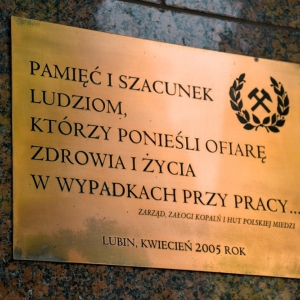 PAMIĘĆ I SZACUNEK
LUDZIOM,
KTÓRZY PONIEŚLI OFIARĘ
ZDROWIA I ŻYCIA
W WYPADKACH PRZY PRACY...
ZARZĄD, ZAŁOGI KOPALŃ I HUT POLSKIEJ MIEDZI
LUBIN, KWIECIEŃ 2005 ROK